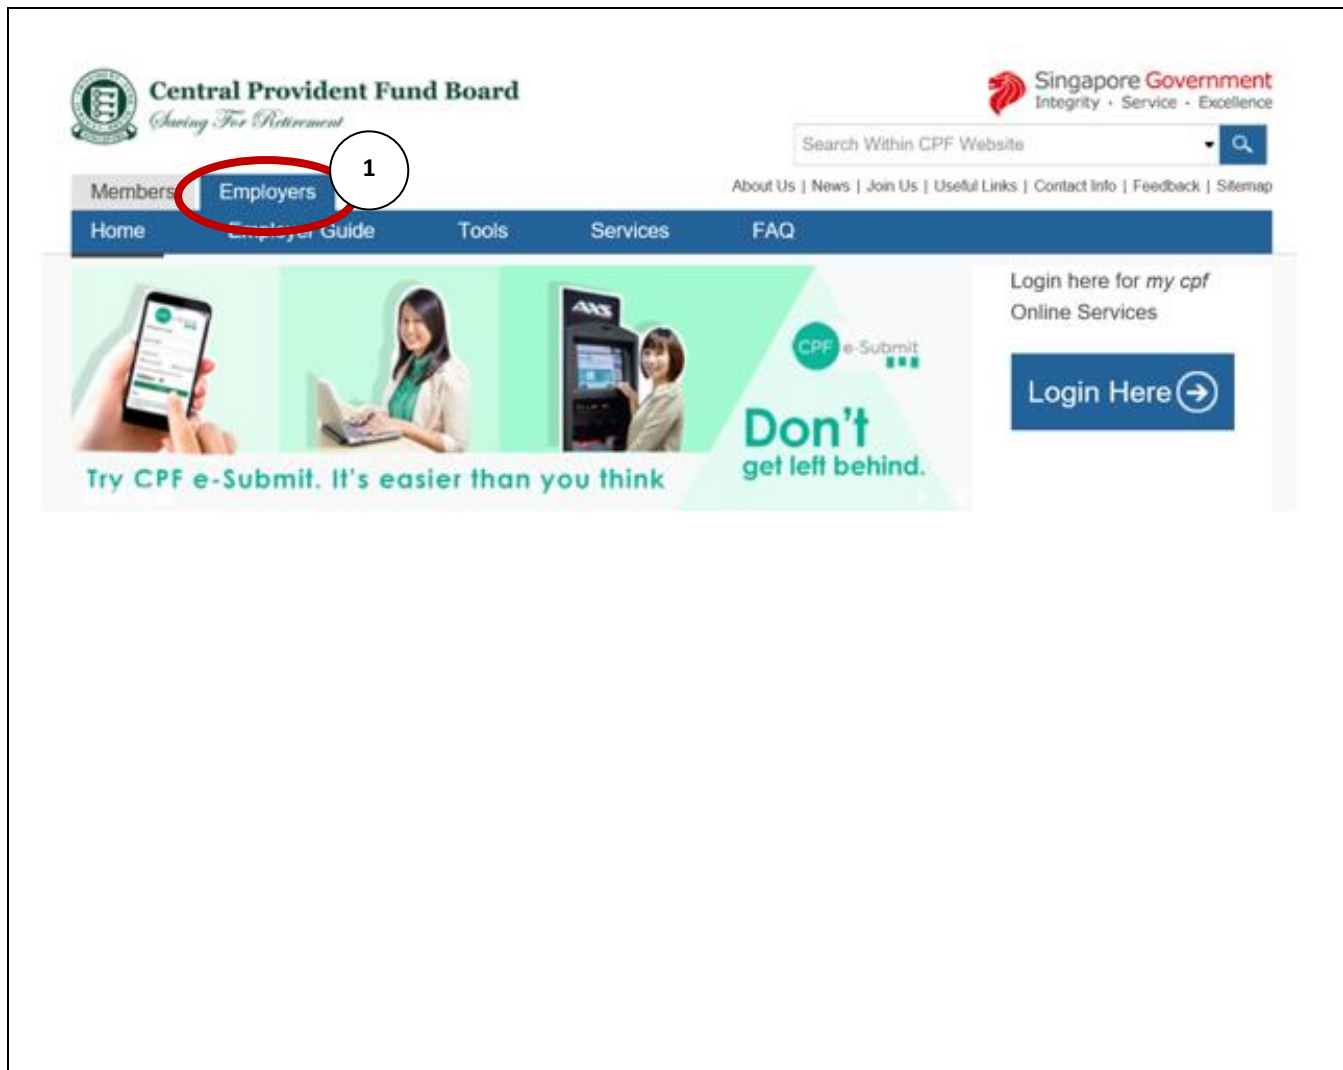 Central Provident Fund Board
Saving For Retirement
Singapore Government
Integrity · Service · Excellence
Search Within CPF Website
1
Members Employers
About Us | News | Join Us | Useful Links | Contact Info | Feedback | Sitemap
Home Employer Guide Tools Services FAQ
Login here for my cpf
Online Services
Login Here
AXS
CPF e-Submit
Don't
get left behind.
Try CPF e-Submit. It's easier than you think